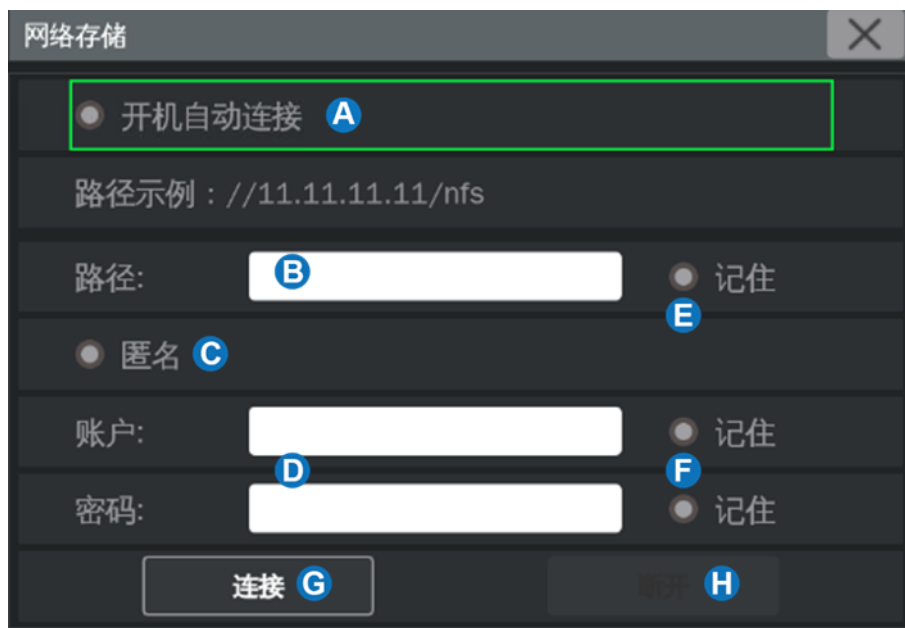 网络存储
开机自动连接 A
路径示例：//11.11.11.11/nfs
路径: B 记住
E
匿名 C
账户: 记住
D F
密码: 记住
连接 G 断开 H